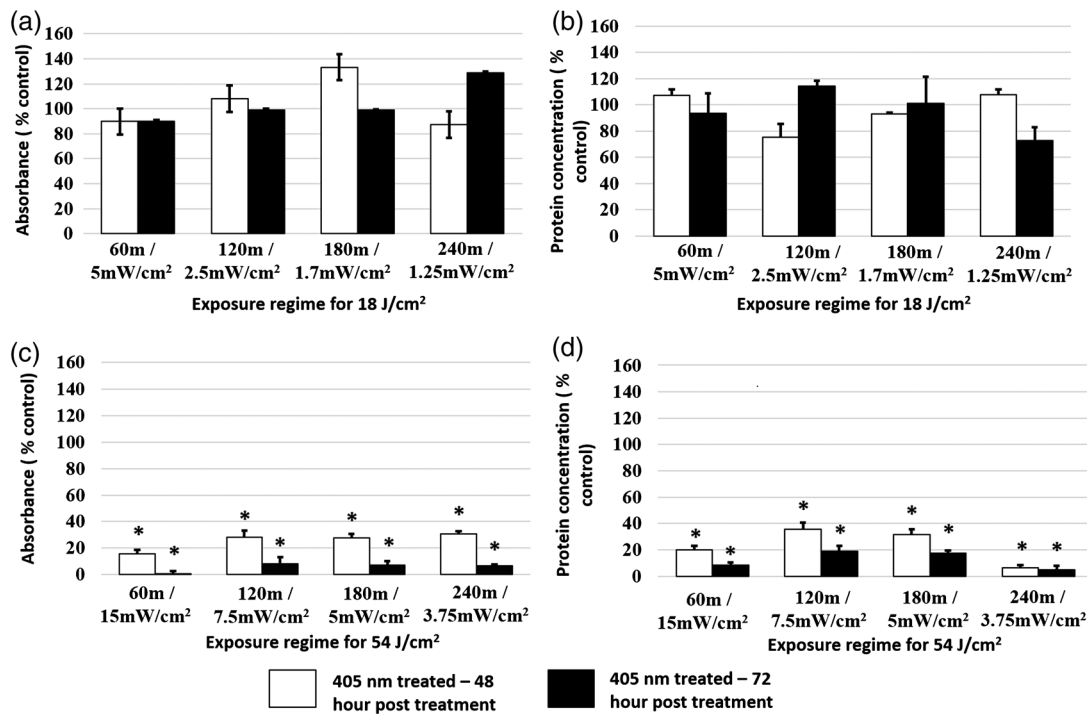 (a)
Absorbance ( % control)
160
140
120
100
80
60
40
20
0
60m / 120m / 180m / 240m /
5mW/cm² 2.5mW/cm² 1.7mW/cm² 1.25mW/cm²
Exposure regime for 18 J/cm²
(b)
Protein concentration ( %
control)
160
140
120
100
80
60
40
20
0
60m / 120m / 180m / 240m /
5mW/cm² 2.5mW/cm² 1.7mW/cm² 1.25mW/cm²
Exposure regime for 18 J/cm²
(c)
Absorbance ( % control)
160
140
120
100
80
60
40
20
0
* * * * * * * *
60m / 120m / 180m / 240m /
15mW/cm² 7.5mW/cm² 5mW/cm² 3.75mW/cm²
Exposure regime for 54 J/cm²
(d)
Protein concentration ( %
control)
160
140
120
100
80
60
40
20
0
* * * * * * * *
60m / 120m / 180m / 240m /
15mW/cm² 7.5mW/cm² 5mW/cm² 3.75mW/cm²
Exposure regime for 54 J/cm²
405 nm treated – 48
hour post treatment
405 nm treated – 72
hour post treatment